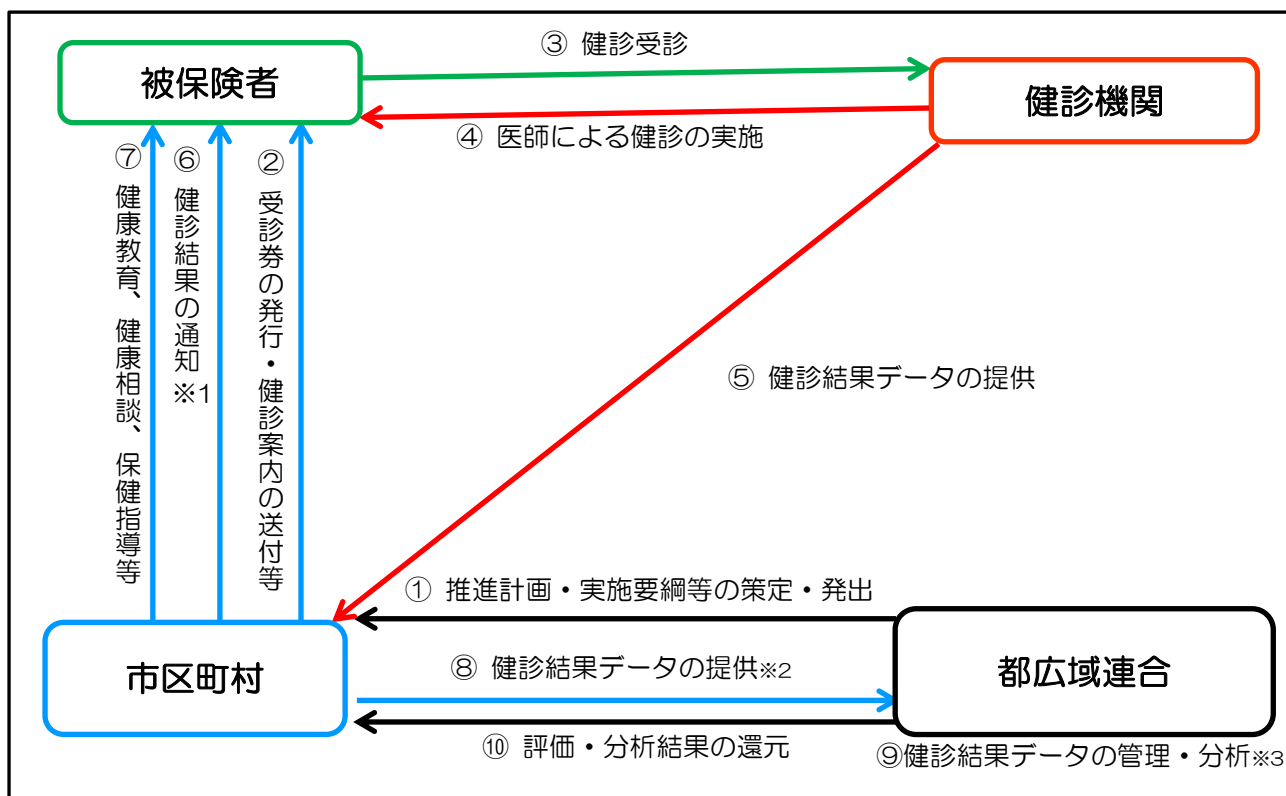 ③ 健診受診
被保険者
健診機関
④ 医師による健診の実施
⑦ 健康教育、健康相談、保健指導等
⑥ 健診結果の通知 ※1
② 受診券の発行・健診案内の送付等
⑤ 健診結果データの提供
① 推進計画・実施要綱等の策定・発出
市区町村
⑧ 健診結果データの提供※2
都広域連合
⑩ 評価・分析結果の還元
⑨健診結果データの管理・分析※3